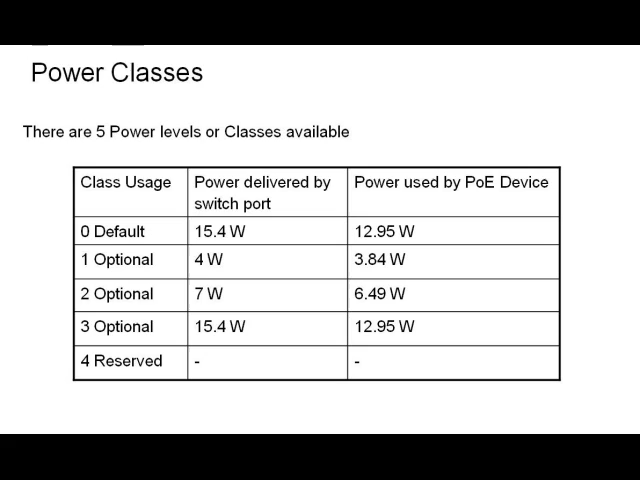 Power Classes
There are 5 Power levels or Classes available
Class Usage Power delivered by switch port Power used by PoE Device
0 Default 15.4 W 12.95 W
1 Optional 4 W 3.84 W
2 Optional 7 W 6.49 W
3 Optional 15.4 W 12.95 W
4 Reserved - -